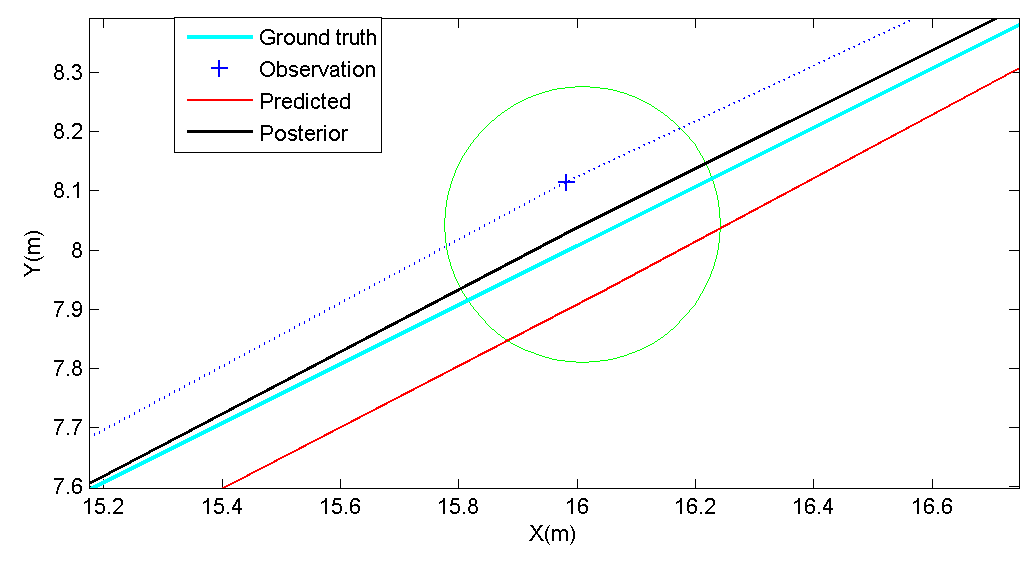 Ground truth
Observation
Predicted
Posterior
8.3
8.2
8.1
8
7.9
7.8
7.7
7.6
Y(m)
15.2 15.4 15.6 15.8 16 16.2 16.4 16.6
X(m)